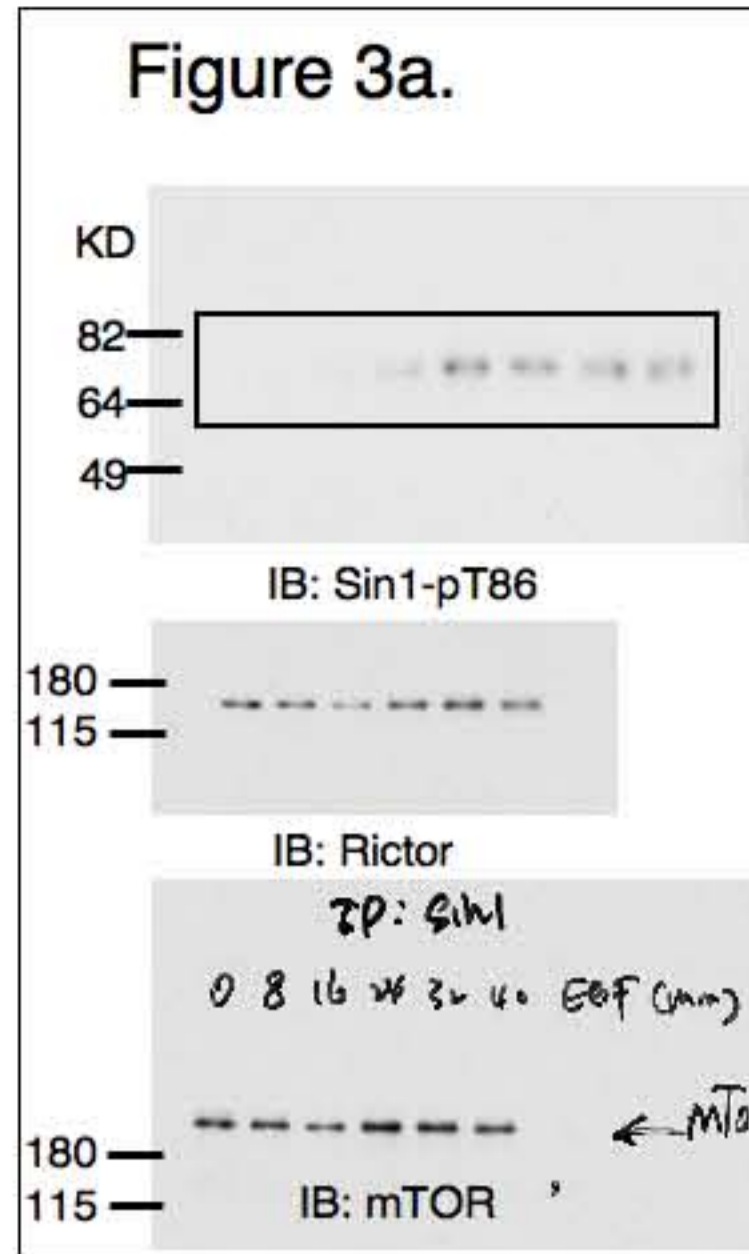 Figure 3a.
KD
82
64
49
IB: Sin1-pT86
180
115
IB: Rictor
IP: Sin1
0 8 16 24 32 40 EGF (min)
← mTO
180
115
IB: mTOR